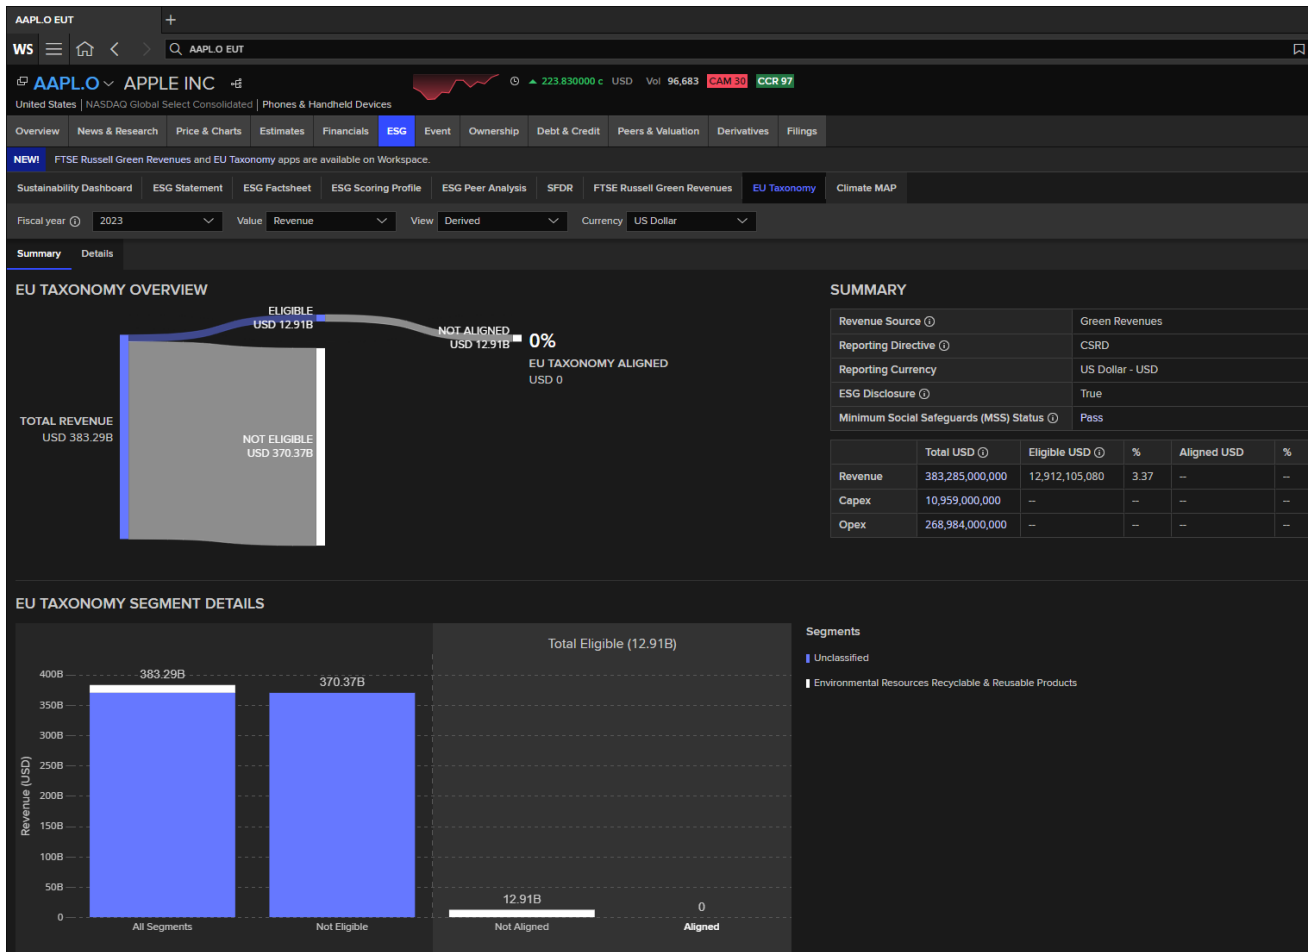 AAPL.O EUT
WS AAPL.O EUT
AAPL.O APPLE INC 223.830000 c USD Vol 96,683 CAM 30 CCR 97
United States | NASDAQ Global Select Consolidated | Phones & Handheld Devices
Overview News & Research Price & Charts Estimates Financials ESG Event Ownership Debt & Credit Peers & Valuation Derivatives Filings
NEW! FTSE Russell Green Revenues and EU Taxonomy apps are available on Workspace.
Sustainability Dashboard ESG Statement ESG Factsheet ESG Scoring Profile ESG Peer Analysis SFDR FTSE Russell Green Revenues EU Taxonomy Climate MAP
Fiscal year 2023 Value Revenue View Derived Currency US Dollar
Summary Details
EU TAXONOMY OVERVIEW
ELIGIBLE
USD 12.91B
NOT ALIGNED
USD 12.91B
0%
EU TAXONOMY ALIGNED
USD 0
TOTAL REVENUE
USD 383.29B
NOT ELIGIBLE
USD 370.37B
SUMMARY
Revenue Source Green Revenues
Reporting Directive CSRD
Reporting Currency US Dollar - USD
ESG Disclosure True
Minimum Social Safeguards (MSS) Status Pass
Total USD Eligible USD % Aligned USD %
Revenue 383,285,000,000 12,912,105,080 3.37 -- --
Capex 10,959,000,000 -- -- -- --
Opex 268,984,000,000 -- -- -- --
EU TAXONOMY SEGMENT DETAILS
Total Eligible (12.91B)
Revenue (USD)
400B
350B
300B
250B
200B
150B
100B
50B
0
383.29B
370.37B
12.91B
0
All Segments Not Eligible Not Aligned Aligned
Segments
Unclassified
Environmental Resources Recyclable & Reusable Products